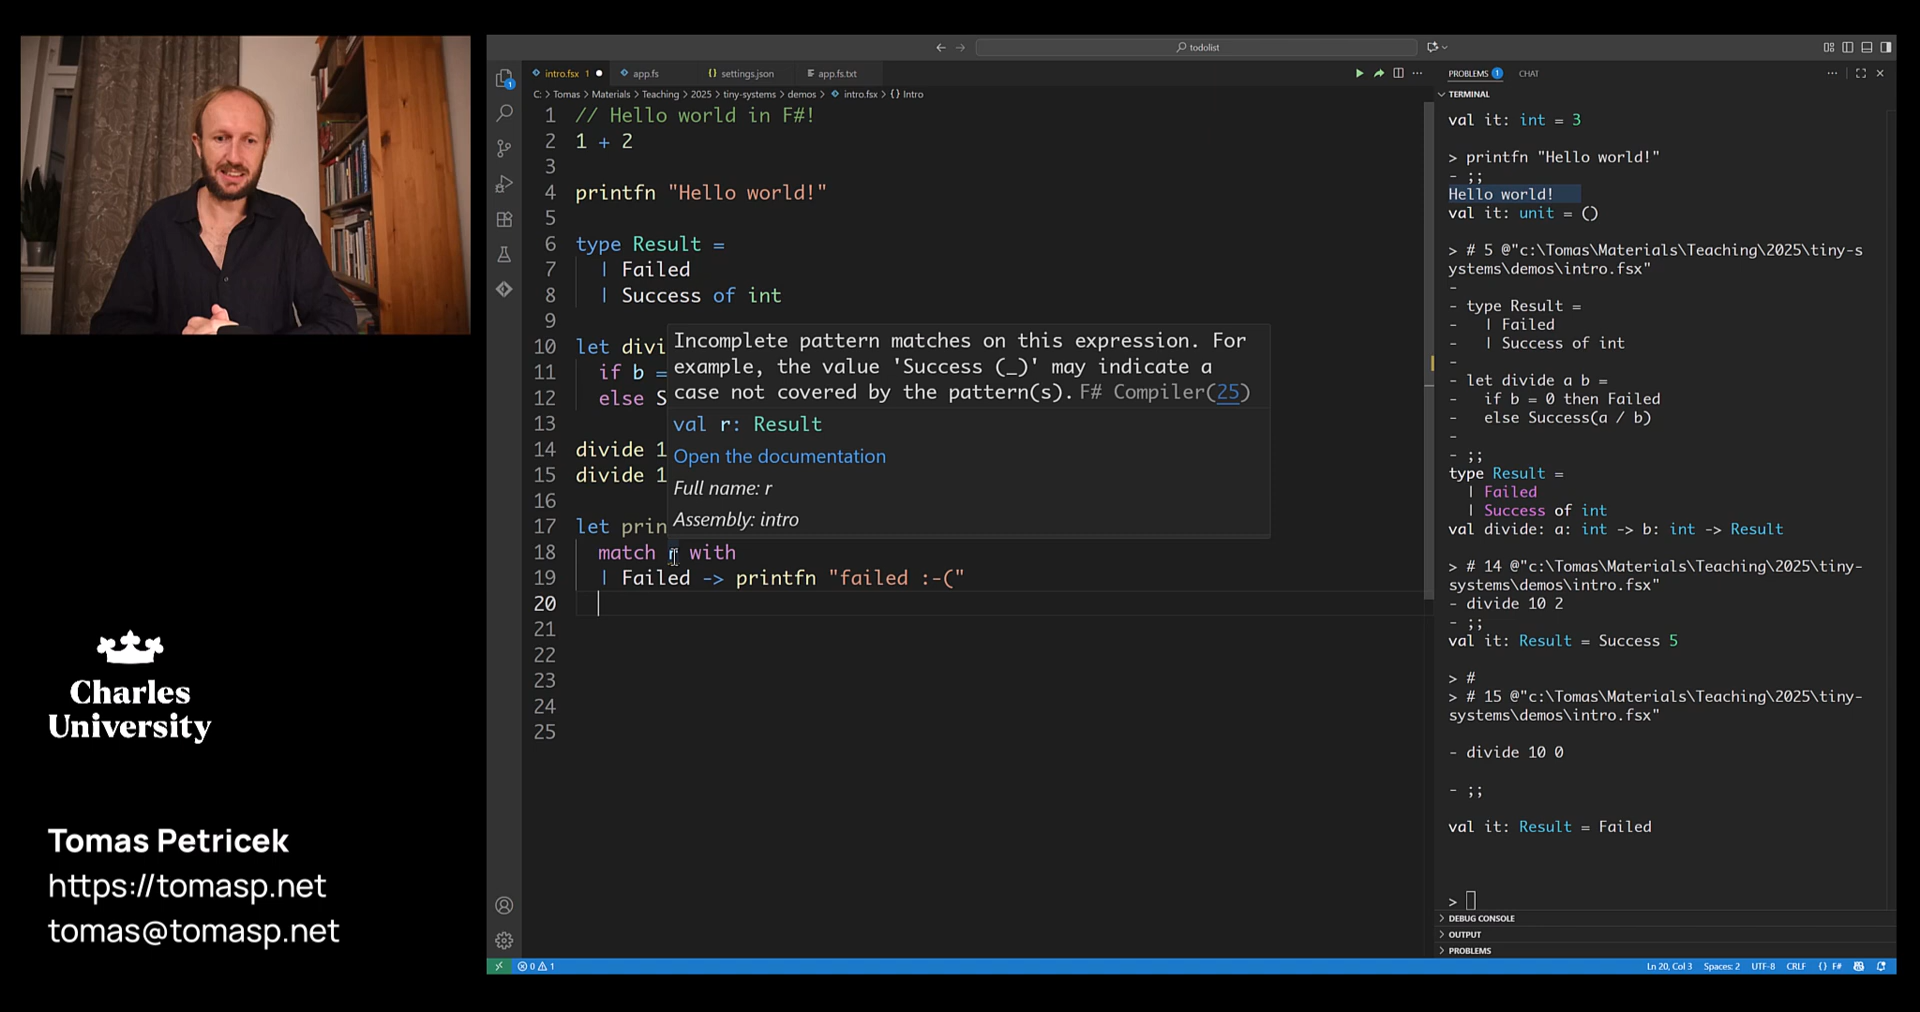 todolist
intro.fsx 1
app.fs
settings.json
app.fs.txt
C: > Tomas > Materials > Teaching > 2025 > tiny-systems > demos > intro.fsx > {} Intro
1 // Hello world in F#!
2 1 + 2
3
4 printfn "Hello world!"
5
6 type Result =
7 | Failed
8 | Success of int
9
10 let divi
11 if b =
12 else S
13
14 divide 1
15 divide 1
16
17 let prin
18 match r with
19 | Failed -> printfn "failed :-("
20
21
22
23
24
25
Incomplete pattern matches on this expression. For
example, the value 'Success (_)' may indicate a
case not covered by the pattern(s). F# Compiler(25)
val r: Result
Open the documentation
Full name: r
Assembly: intro
PROBLEMS 1
CHAT
TERMINAL
val it: int = 3
> printfn "Hello world!"
- ;;
Hello world!
val it: unit = ()
> # 5 @"c:\Tomas\Materials\Teaching\2025\tiny-s
ystems\demos\intro.fsx"
-
- type Result =
- | Failed
- | Success of int
-
- let divide a b =
- if b = 0 then Failed
- else Success(a / b)
-
- ;;
type Result =
| Failed
| Success of int
val divide: a: int -> b: int -> Result
> # 14 @"c:\Tomas\Materials\Teaching\2025\tiny-
systems\demos\intro.fsx"
- divide 10 2
- ;;
val it: Result = Success 5
> #
> # 15 @"c:\Tomas\Materials\Teaching\2025\tiny-
systems\demos\intro.fsx"
- divide 10 0
- ;;
val it: Result = Failed
>
DEBUG CONSOLE
OUTPUT
PROBLEMS
0 1
Ln 20, Col 3 Spaces: 2 UTF-8 CRLF {} F#
Charles
University
Tomas Petricek
https://tomasp.net
tomas@tomasp.net